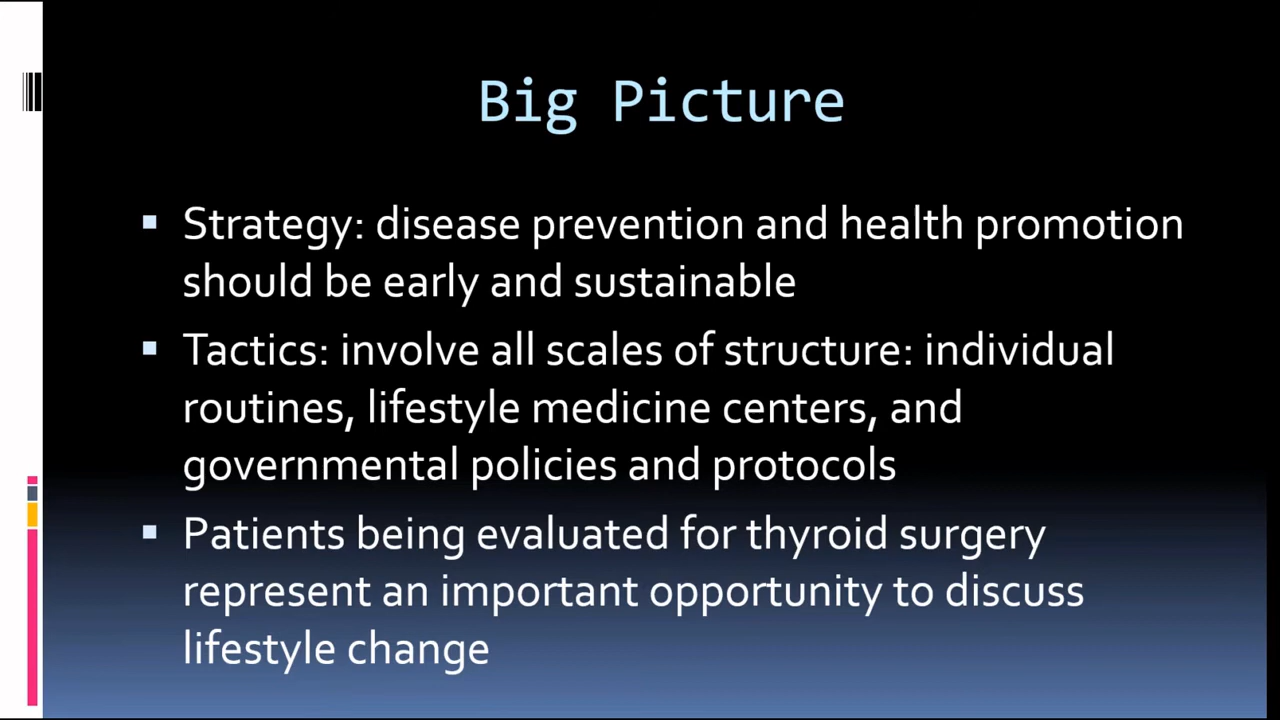 Big Picture
Strategy: disease prevention and health promotion
should be early and sustainable
Tactics: involve all scales of structure: individual
routines, lifestyle medicine centers, and
governmental policies and protocols
Patients being evaluated for thyroid surgery
represent an important opportunity to discuss
lifestyle change